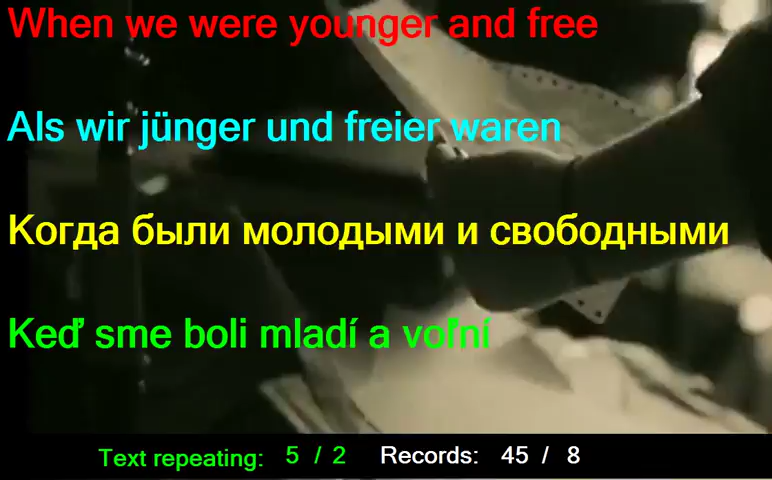 When we were younger and free
Als wir jünger und freier waren
Когда были молодыми и свободными
Keď sme boli mladí a voľní
Text repeating: 5 / 2 Records: 45 / 8